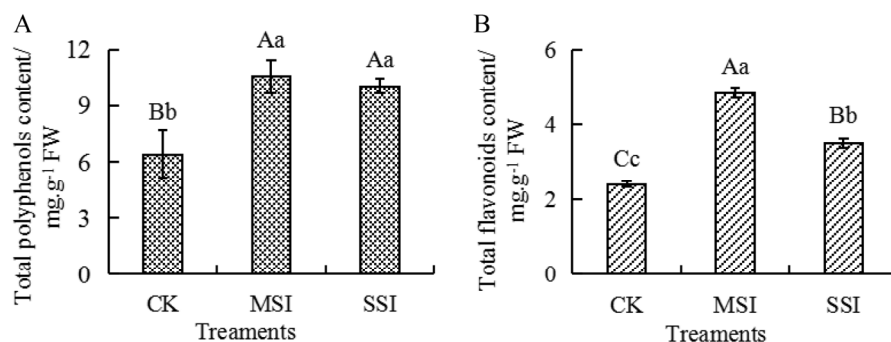 A
Total polyphenols content/
mg.g⁻¹ FW
12
9
6
3
0
Bb
Aa
Aa
CK MSI SSI
Treaments
B
Total flavonoids content/
mg.g⁻¹ FW
6
4
2
0
Cc
Aa
Bb
CK MSI SSI
Treaments